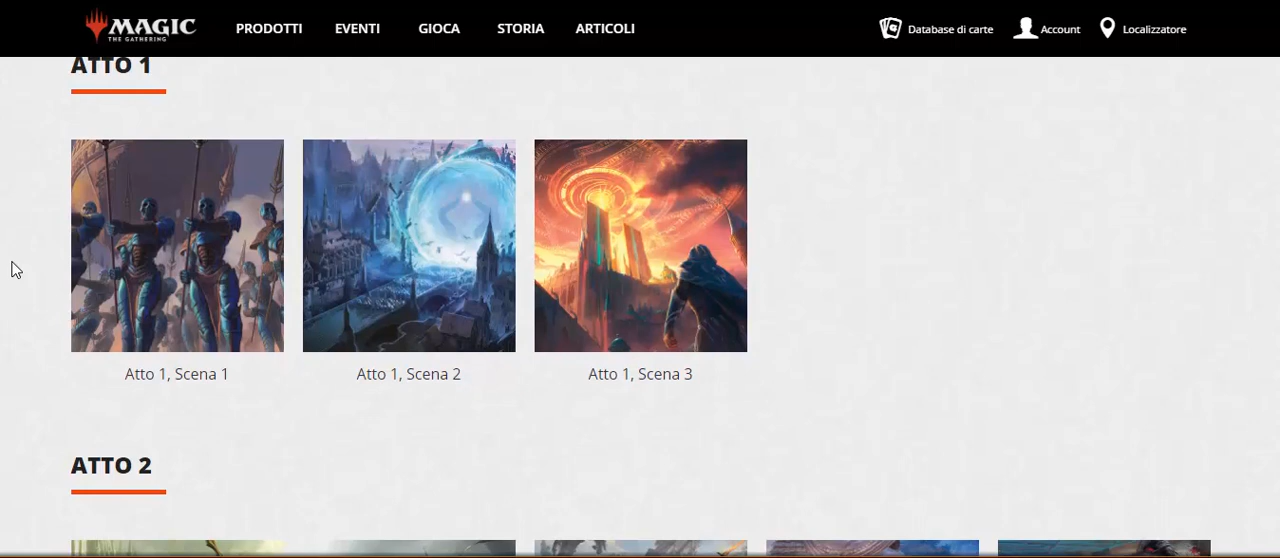 MAGIC
THE GATHERING
PRODOTTI EVENTI GIOCA STORIA ARTICOLI
Database di carte Account Localizzatore
ATTO 1
Atto 1, Scena 1 Atto 1, Scena 2 Atto 1, Scena 3
ATTO 2